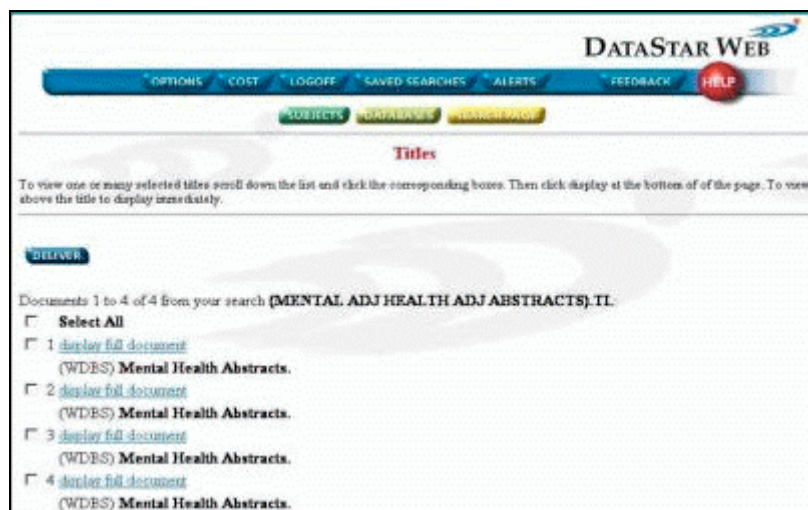 DATASTAR WEB
OPTIONS COST LOGOFF SAVED SEARCHES ALERTS FEEDBACK HELP
SUBJECTS DATABASES SEARCH PAGE
Titles
To view one or many selected titles scroll down the list and click the corresponding boxes. Then click display at the bottom of of the page. To view
above the title to display immediately.
DELIVER
Documents 1 to 4 of 4 from your search (MENTAL ADJ HEALTH ADJ ABSTRACTS).TI.
Select All
1 display full document
(WDBS) Mental Health Abstracts.
2 display full document
(WDBS) Mental Health Abstracts.
3 display full document
(WDBS) Mental Health Abstracts.
4 display full document
(WDBS) Mental Health Abstracts.